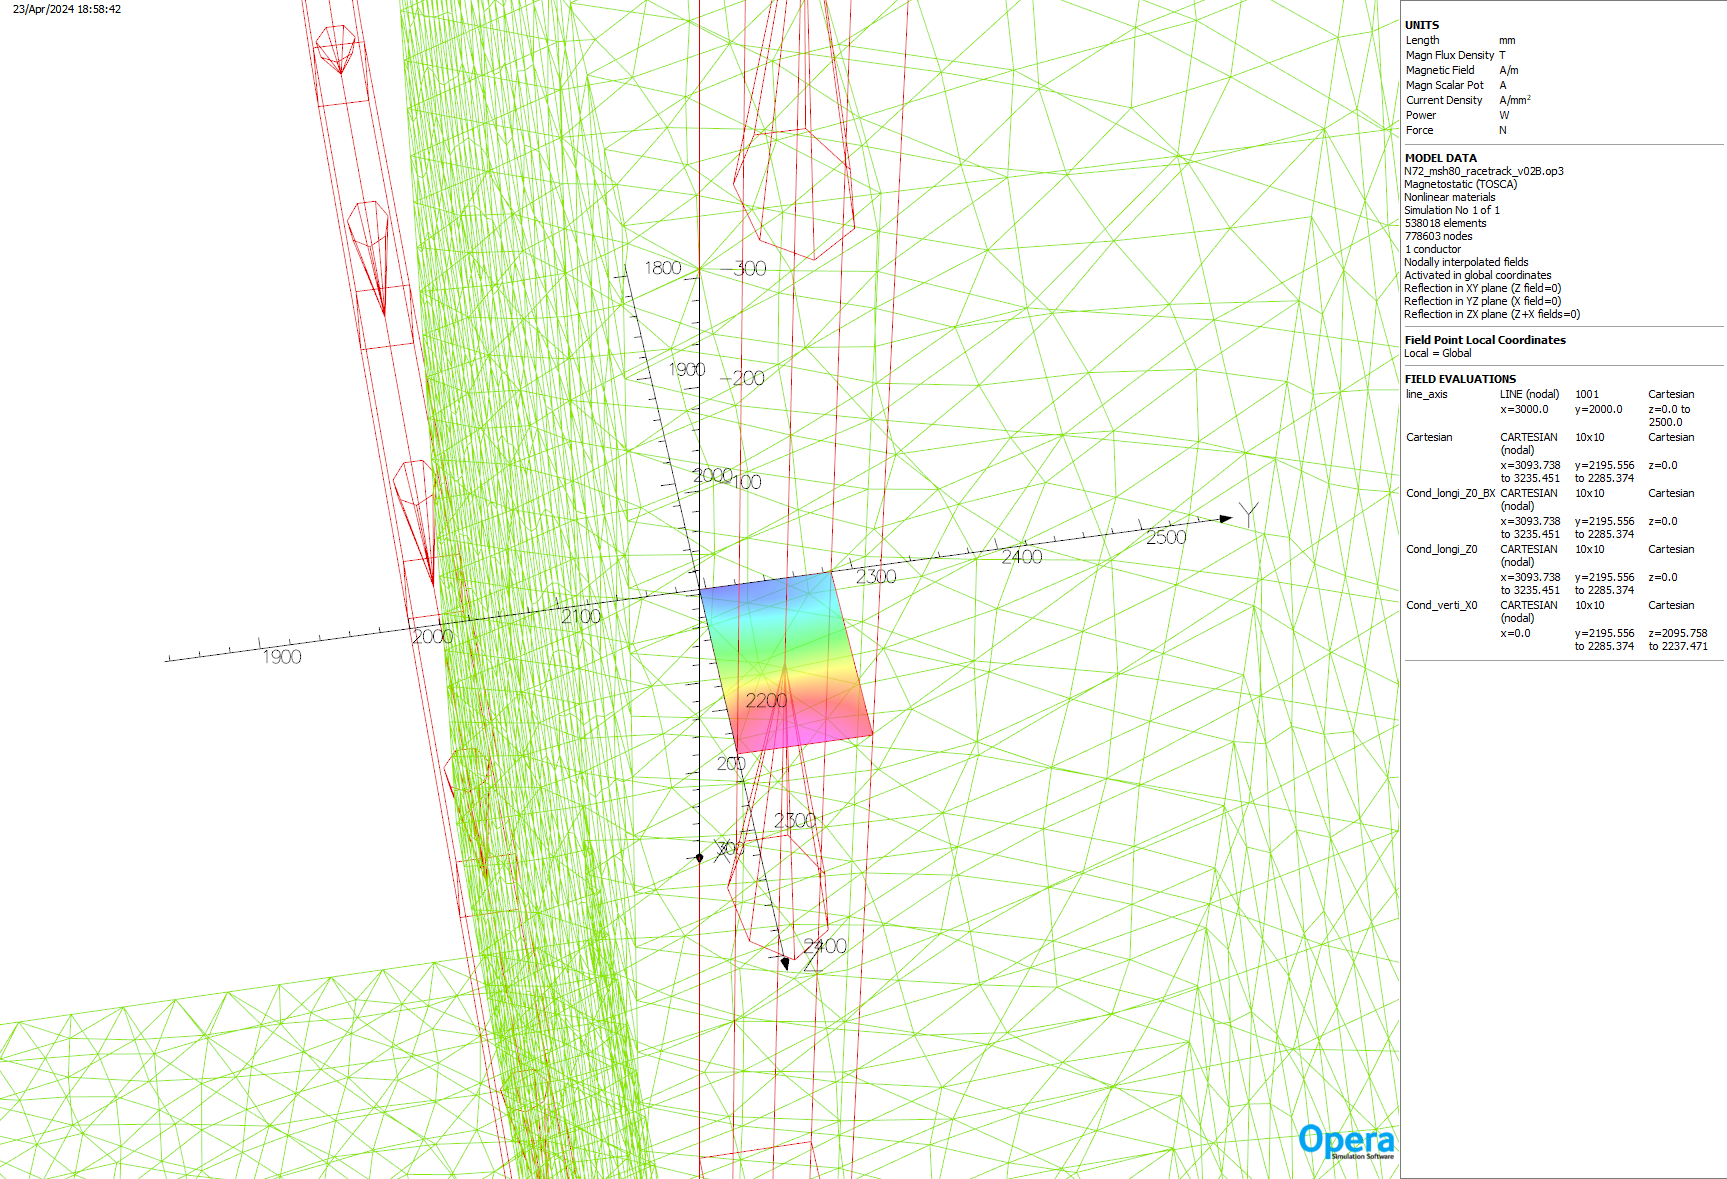 23/Apr/2024 18:58:42
UNITS
Length mm
Magn Flux Density T
Magnetic Field A/m
Magn Scalar Pot A
Current Density A/mm²
Power W
Force N
MODEL DATA
N72_msh80_racetrack_v02B.op3
Magnetostatic (TOSCA)
Nonlinear materials
Simulation No 1 of 1
538018 elements
778603 nodes
1 conductor
Nodally interpolated fields
Activated in global coordinates
Reflection in XY plane (Z field=0)
Reflection in YZ plane (X field=0)
Reflection in ZX plane (Z+X fields=0)
Field Point Local Coordinates
Local = Global
FIELD EVALUATIONS
line_axis LINE (nodal) 1001 Cartesian
x=3000.0 y=2000.0 z=0.0 to
2500.0
Cartesian CARTESIAN 10x10 Cartesian
(nodal)
x=3093.738 y=2195.556 z=0.0
to 3235.451 to 2285.374
Cond_longi_Z0_BX CARTESIAN 10x10 Cartesian
(nodal)
x=3093.738 y=2195.556 z=0.0
to 3235.451 to 2285.374
Cond_longi_Z0 CARTESIAN 10x10 Cartesian
(nodal)
x=3093.738 y=2195.556 z=0.0
to 3235.451 to 2285.374
Cond_verti_X0 CARTESIAN 10x10 Cartesian
(nodal)
x=0.0 y=2195.556 z=2095.758
to 2285.374 to 2237.471
1800 -300
1900 -200
2000 -100
Y
2500
2400
2300
2100
2000
1900
2200
200
2300
300 X
2400
Z
Opera
Simulation Software